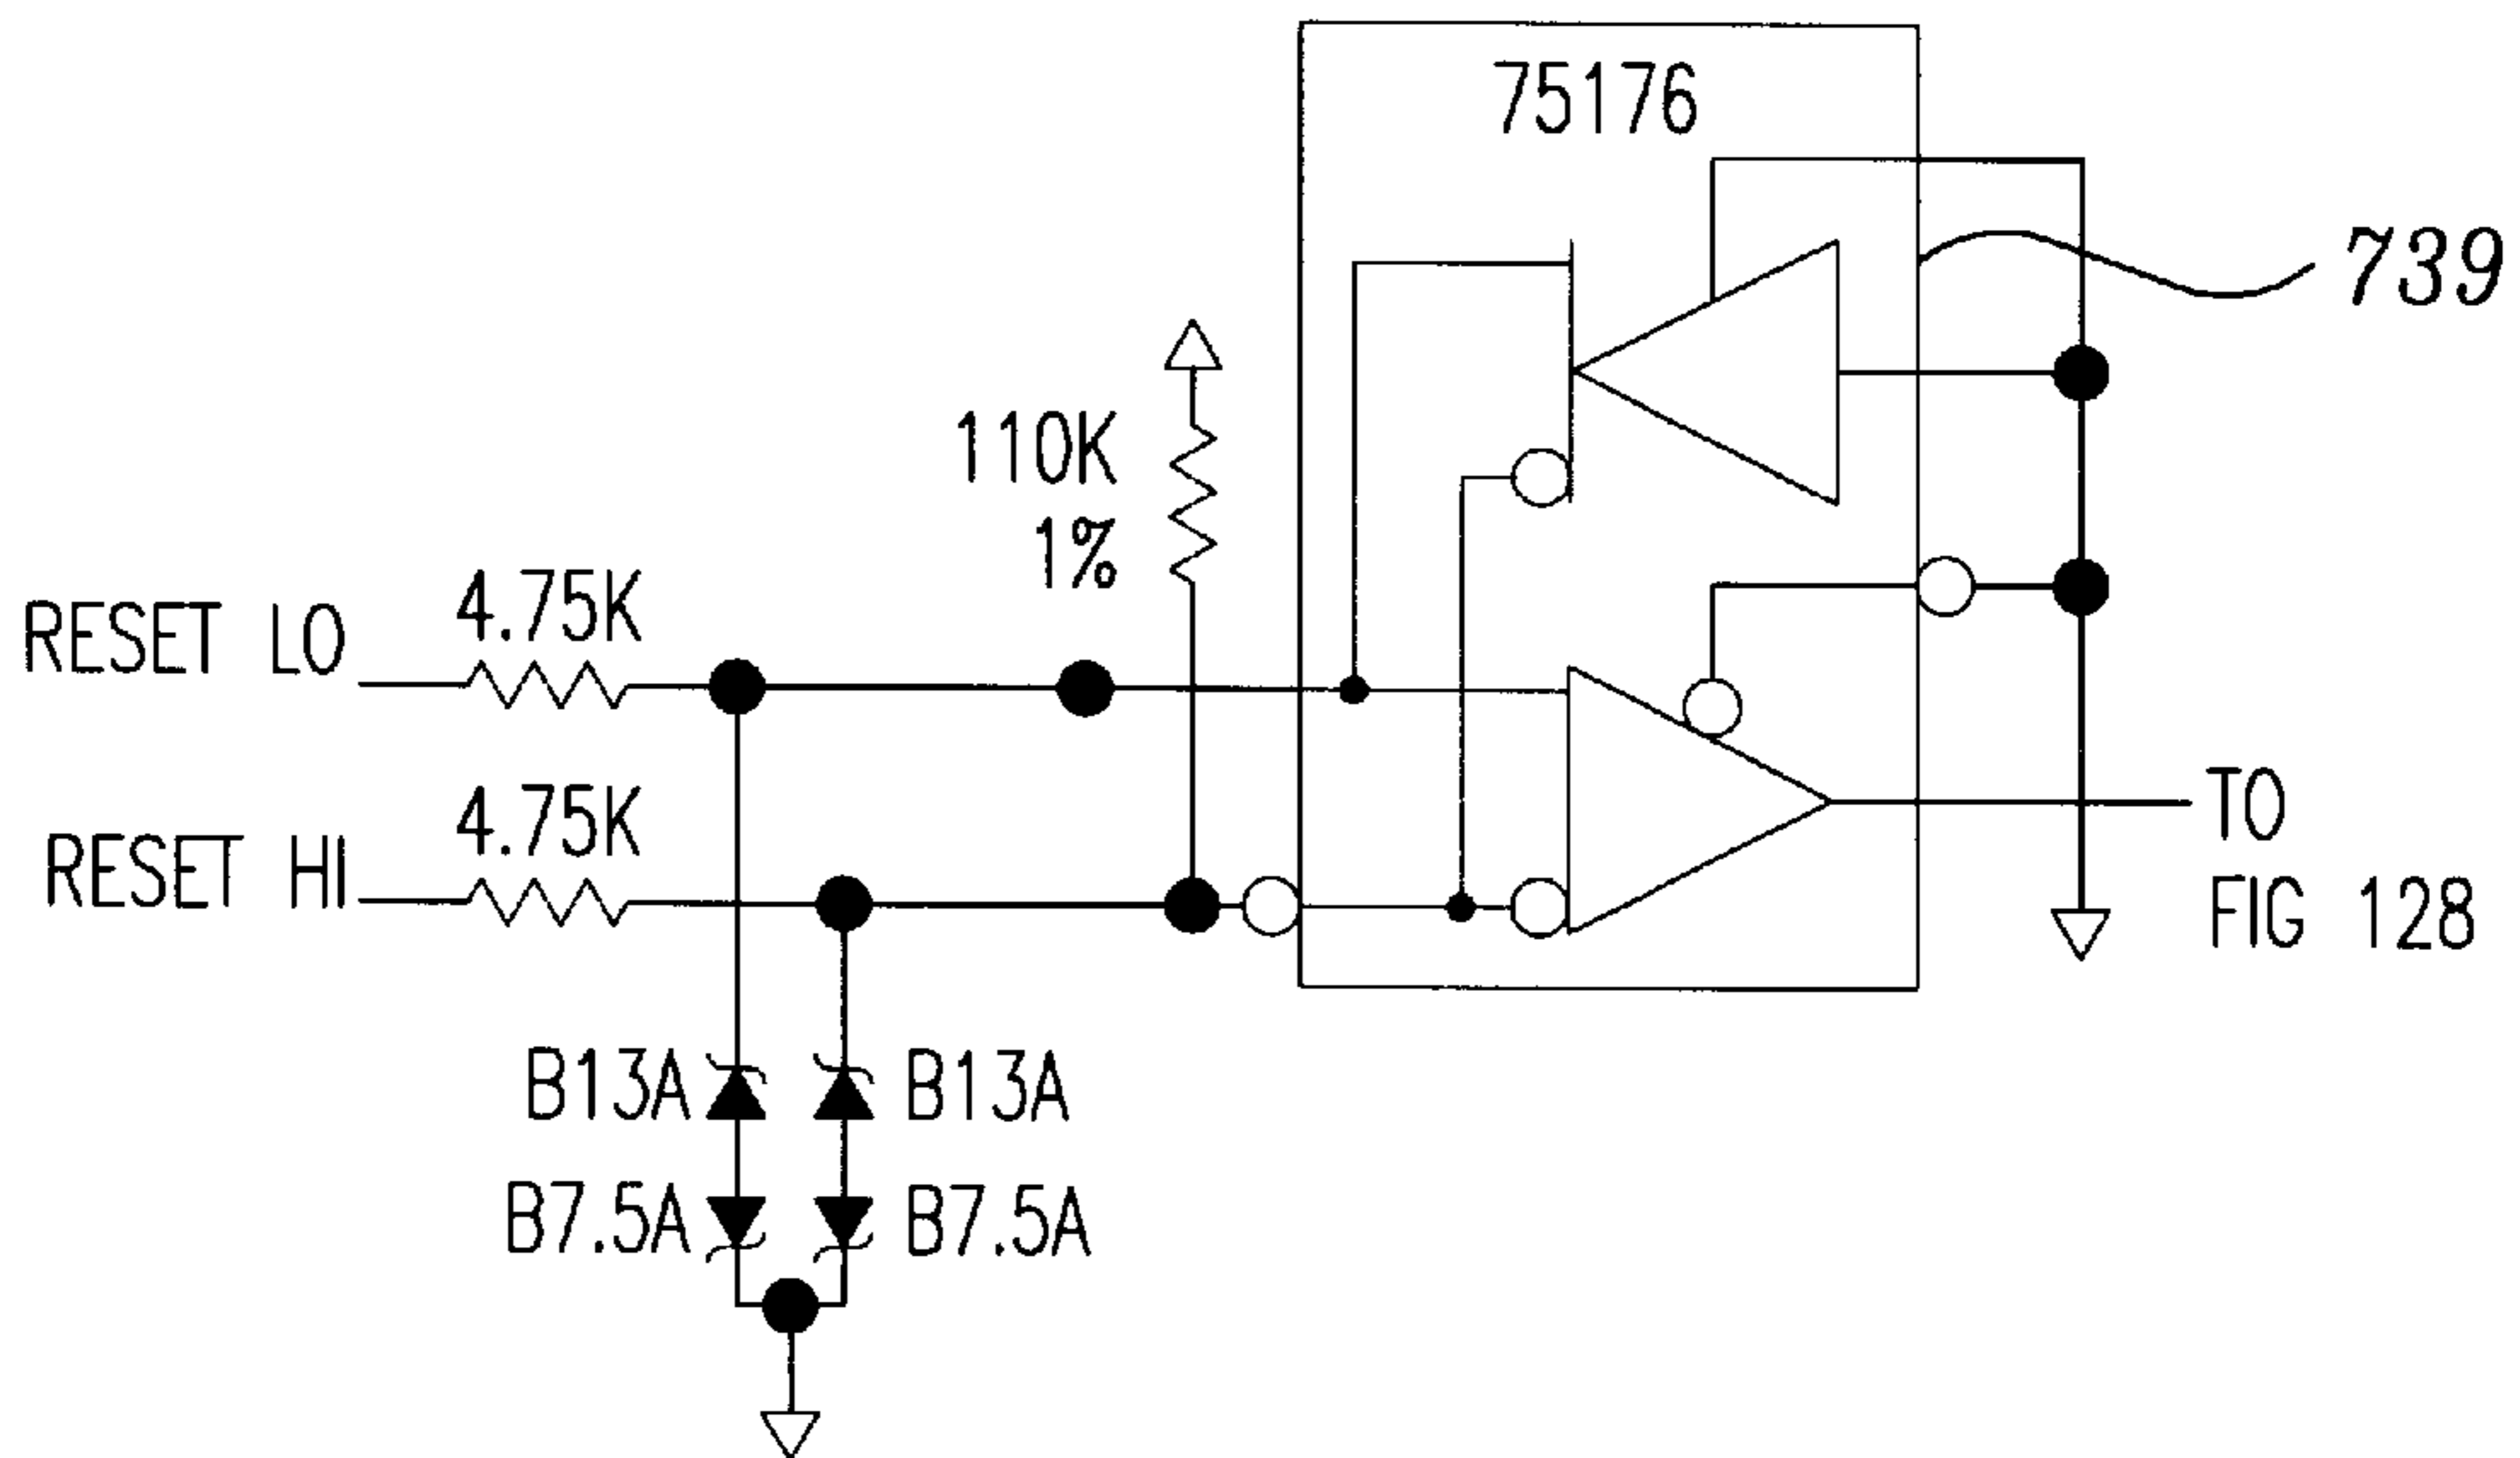 75176
739
110K
1%
4.75K
RESET LO
4.75K
RESET HI
TO
FIG 128
B13A
B13A
B7.5A
B7.5A